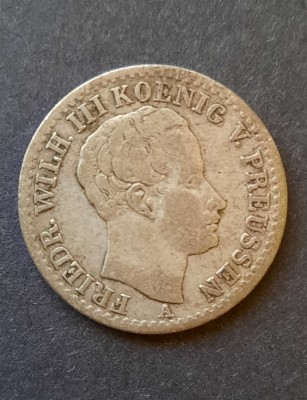 FRIEDR. WILH III KOENIG V. PREUSSEN
A